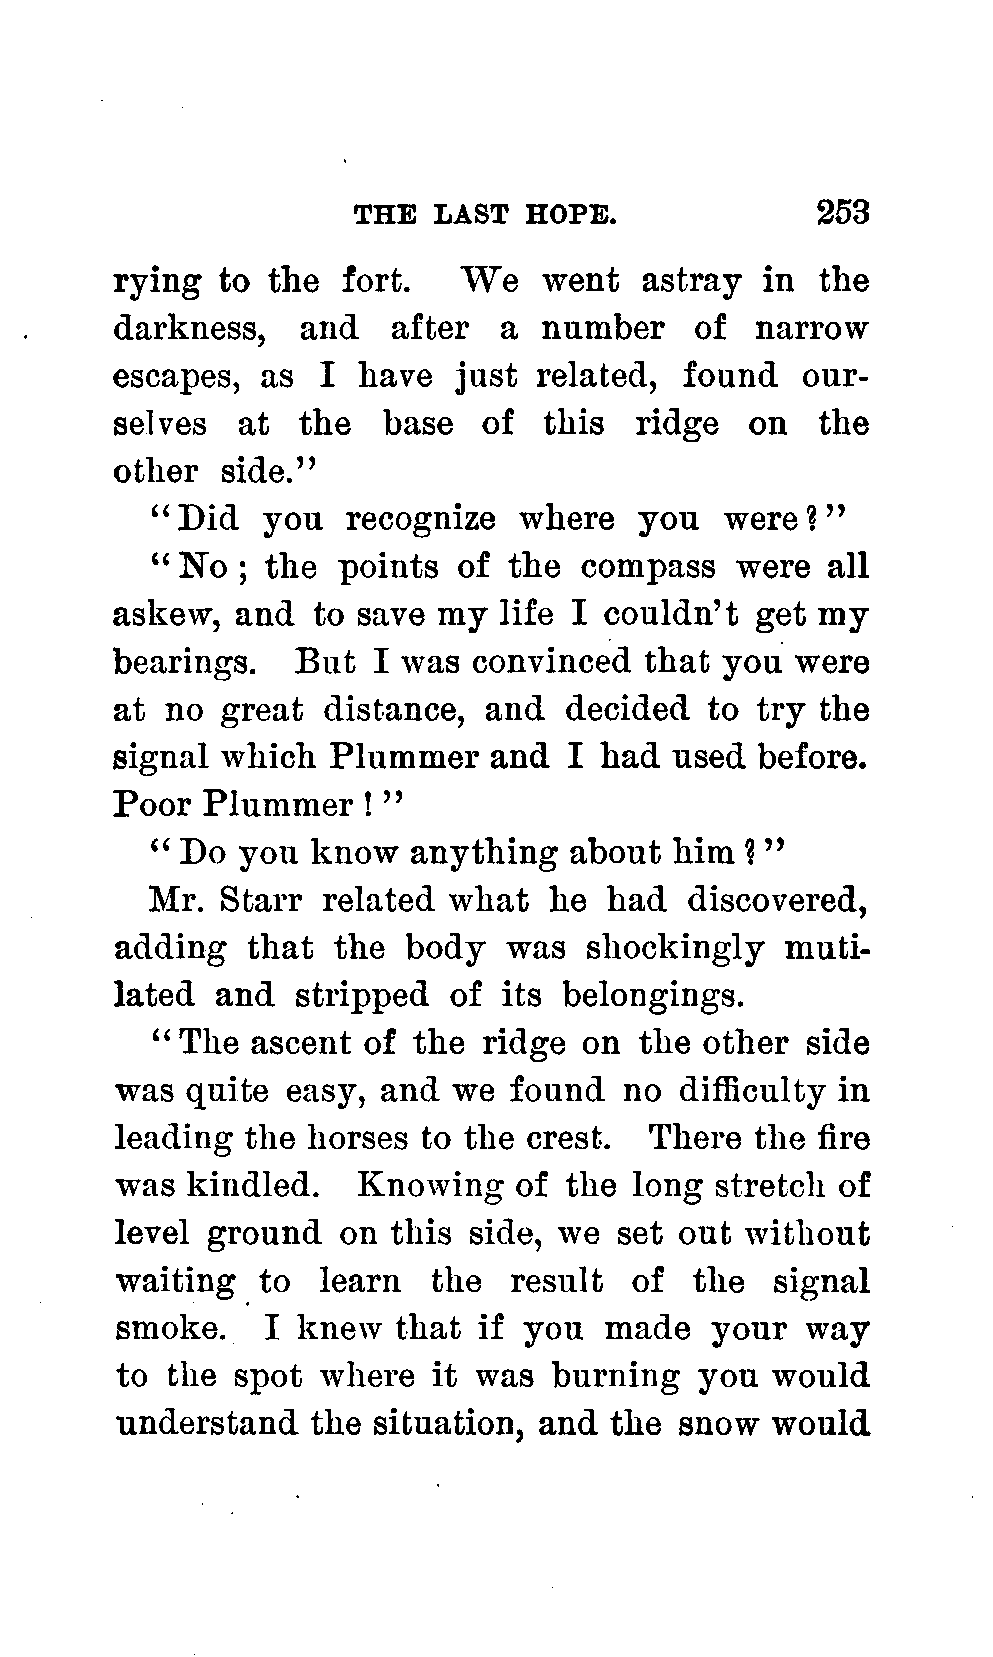 THE LAST HOPE. 253
rying to the fort. We went astray in the
darkness, and after a number of narrow
escapes, as I have just related, found our-
selves at the base of this ridge on the
other side."
"Did you recognize where you were?"
"No; the points of the compass were all
askew, and to save my life I couldn't get my
bearings. But I was convinced that you were
at no great distance, and decided to try the
signal which Plummer and I had used before.
Poor Plummer!"
"Do you know anything about him?"
Mr. Starr related what he had discovered,
adding that the body was shockingly muti-
lated and stripped of its belongings.
"The ascent of the ridge on the other side
was quite easy, and we found no difficulty in
leading the horses to the crest. There the fire
was kindled. Knowing of the long stretch of
level ground on this side, we set out without
waiting to learn the result of the signal
smoke. I knew that if you made your way
to the spot where it was burning you would
understand the situation, and the snow would